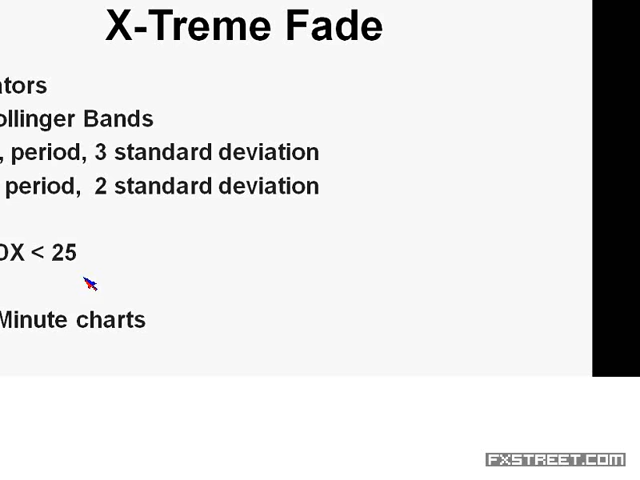 X-Treme Fade
ators
ollinger Bands
, period, 3 standard deviation
period, 2 standard deviation
DX < 25
Minute charts
FXSTREET.COM